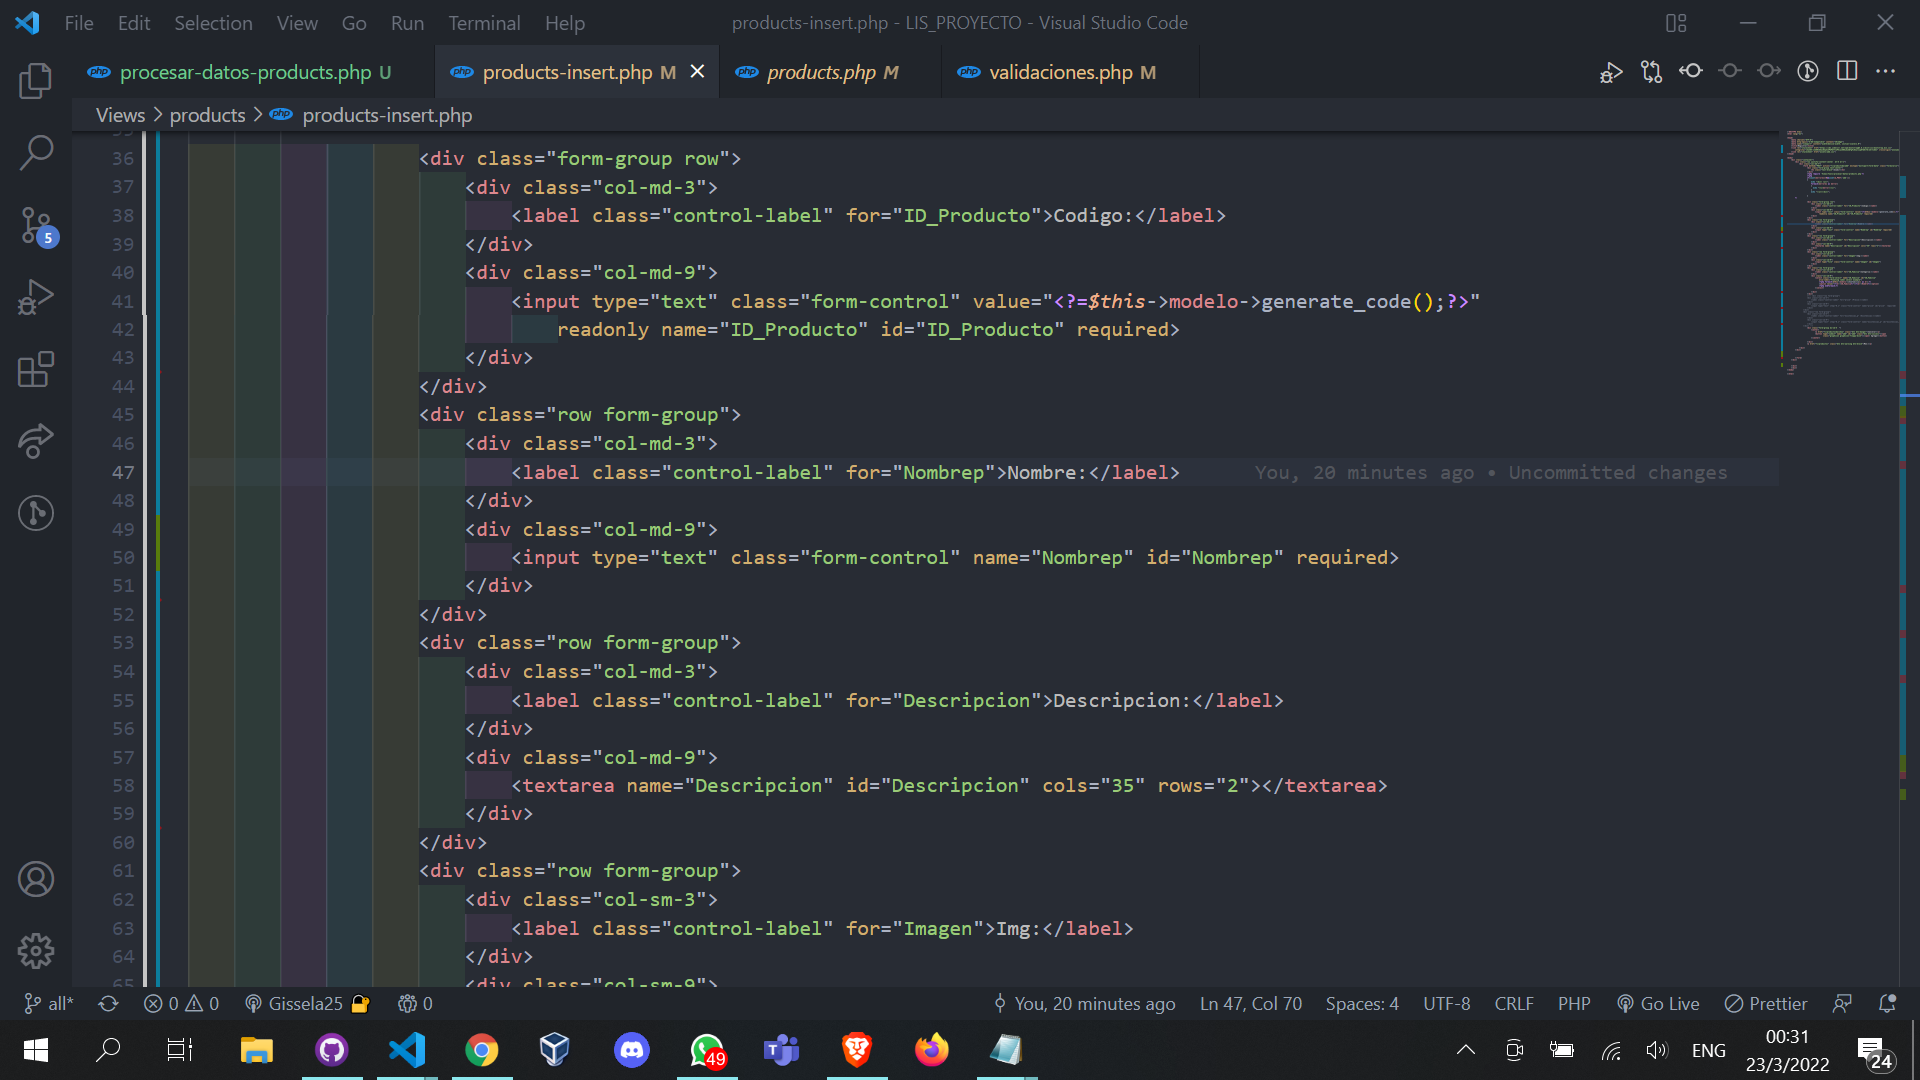 File Edit Selection View Go Run Terminal Help products-insert.php - LIS_PROYECTO - Visual Studio Code
php procesar-datos-products.php U php products-insert.php M php products.php M php validaciones.php M
Views > products > php products-insert.php
36 <div class="form-group row">
37 <div class="col-md-3">
38 <label class="control-label" for="ID_Producto">Codigo:</label>
39 </div>
40 <div class="col-md-9">
41 <input type="text" class="form-control" value="<?=$this->modelo->generate_code();?>"
42 readonly name="ID_Producto" id="ID_Producto" required>
43 </div>
44 </div>
45 <div class="row form-group">
46 <div class="col-md-3">
47 <label class="control-label" for="Nombrep">Nombre:</label> You, 20 minutes ago • Uncommitted changes
48 </div>
49 <div class="col-md-9">
50 <input type="text" class="form-control" name="Nombrep" id="Nombrep" required>
51 </div>
52 </div>
53 <div class="row form-group">
54 <div class="col-md-3">
55 <label class="control-label" for="Descripcion">Descripcion:</label>
56 </div>
57 <div class="col-md-9">
58 <textarea name="Descripcion" id="Descripcion" cols="35" rows="2"></textarea>
59 </div>
60 </div>
61 <div class="row form-group">
62 <div class="col-sm-3">
63 <label class="control-label" for="Imagen">Img:</label>
64 </div>
65 <div class="col-sm-9">
5
all* 0 0 Gissela25 0 You, 20 minutes ago Ln 47, Col 70 Spaces: 4 UTF-8 CRLF PHP Go Live Prettier
49 ENG 00:31
23/3/2022 24